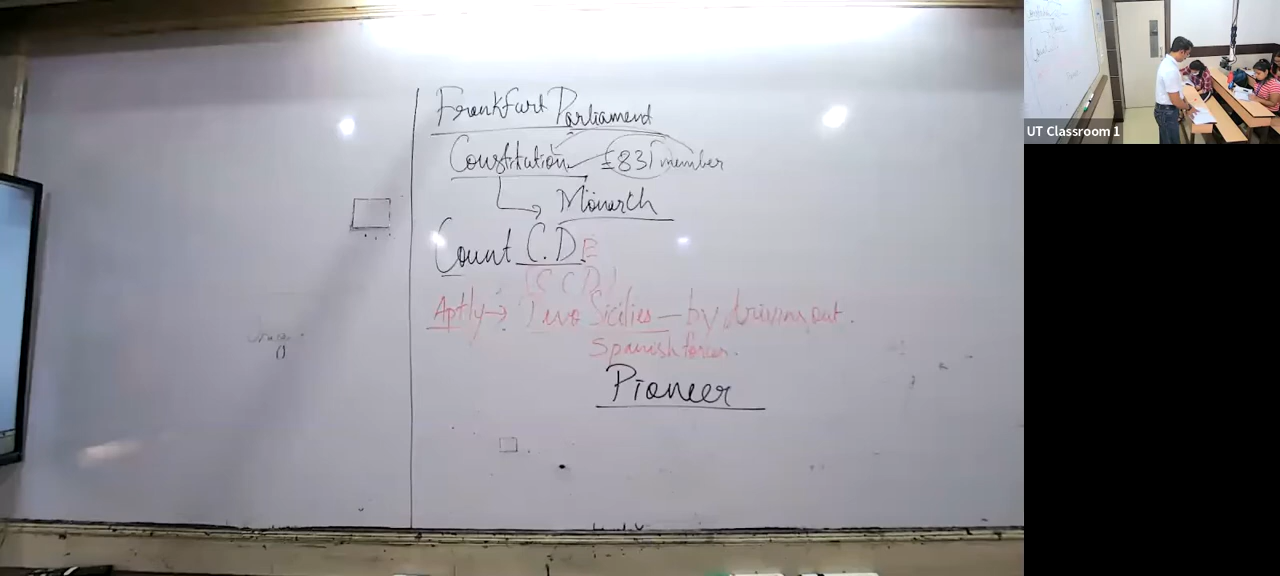 Frankfurt Parliament
Constitution 831 member
Monarch
Count C.D.E
(S C D)
Aptly → Two Sicilies — by driving out.
Spanish forces.
Pioneer
UT Classroom 1